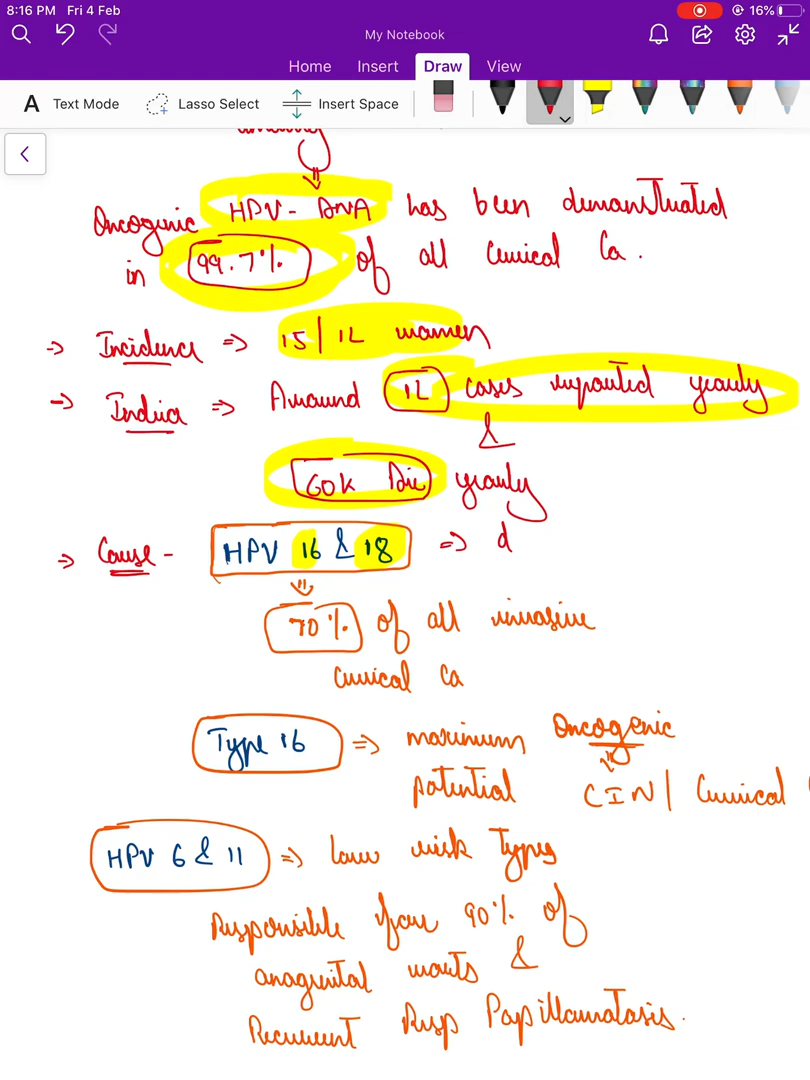 8:16 PM Fri 4 Feb 16%
My Notebook
Home Insert Draw View
A Text Mode Lasso Select Insert Space
Oncogenic HPV - DNA has been demonstrated
in 99.7% of all Cervical Ca.
=> Incidence => 15/1L women
=> India => Around 1L cases reported yearly
&
60k Die yearly
=> Cause - HPV 16 & 18 => d
70% of all invasive
Cervical Ca
Type 16 => maximum Oncogenic
potential CIN/ Cervical
HPV 6 & 11 => low risk Types
Responsible for 90% of
anogenital warts &
Recurrent Resp Papillomatosis.